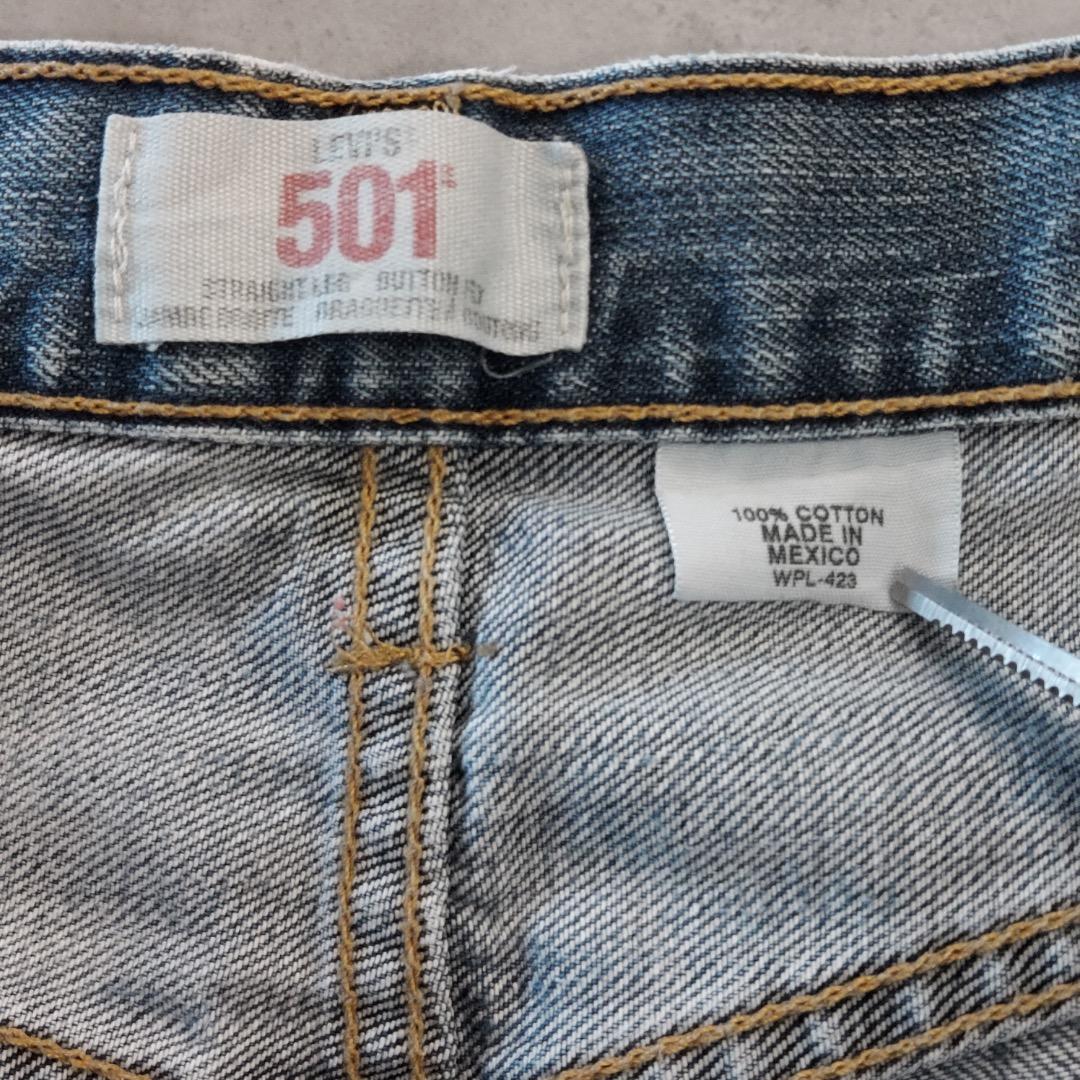 LEVI'S®
501
STRAIGHT LEG BUTTON FLY
100% COTTON
MADE IN
MEXICO
WPL-423